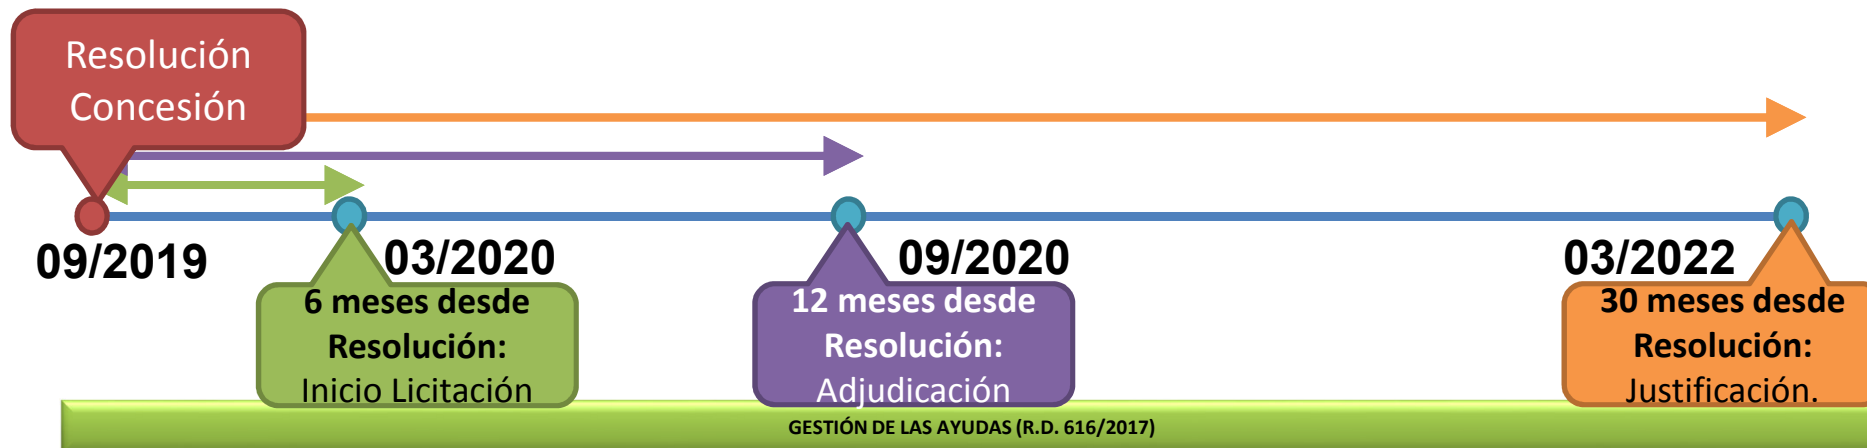 Resolución
Concesión
09/2019
03/2020
09/2020
03/2022
6 meses desde
Resolución:
Inicio Licitación
12 meses desde
Resolución:
Adjudicación
30 meses desde
Resolución:
Justificación.
GESTIÓN DE LAS AYUDAS (R.D. 616/2017)